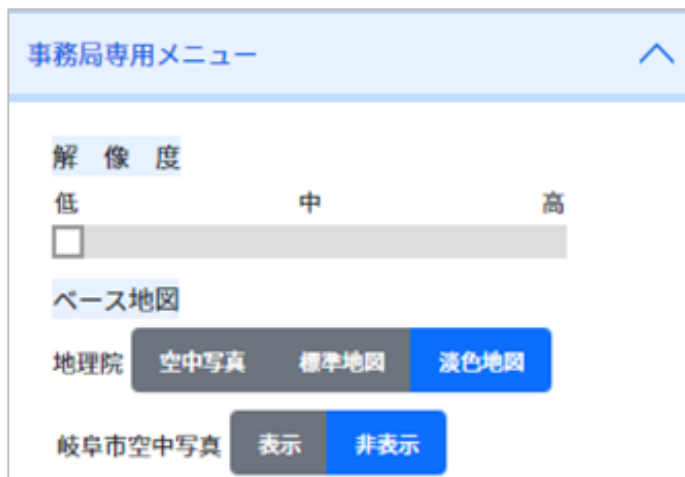 事務局専用メニュー
解 像 度
低 中 高
ベース地図
地理院 空中写真 標準地図 淡色地図
岐阜市空中写真 表示 非表示